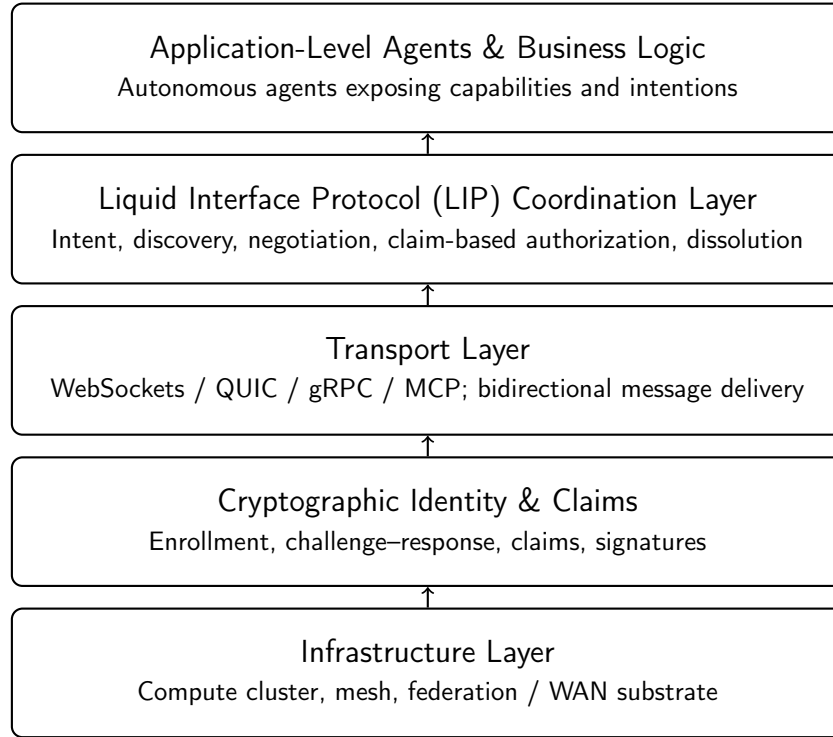 Application-Level Agents & Business Logic
Autonomous agents exposing capabilities and intentions
Liquid Interface Protocol (LIP) Coordination Layer
Intent, discovery, negotiation, claim-based authorization, dissolution
Transport Layer
WebSockets / QUIC / gRPC / MCP; bidirectional message delivery
Cryptographic Identity & Claims
Enrollment, challenge–response, claims, signatures
Infrastructure Layer
Compute cluster, mesh, federation / WAN substrate